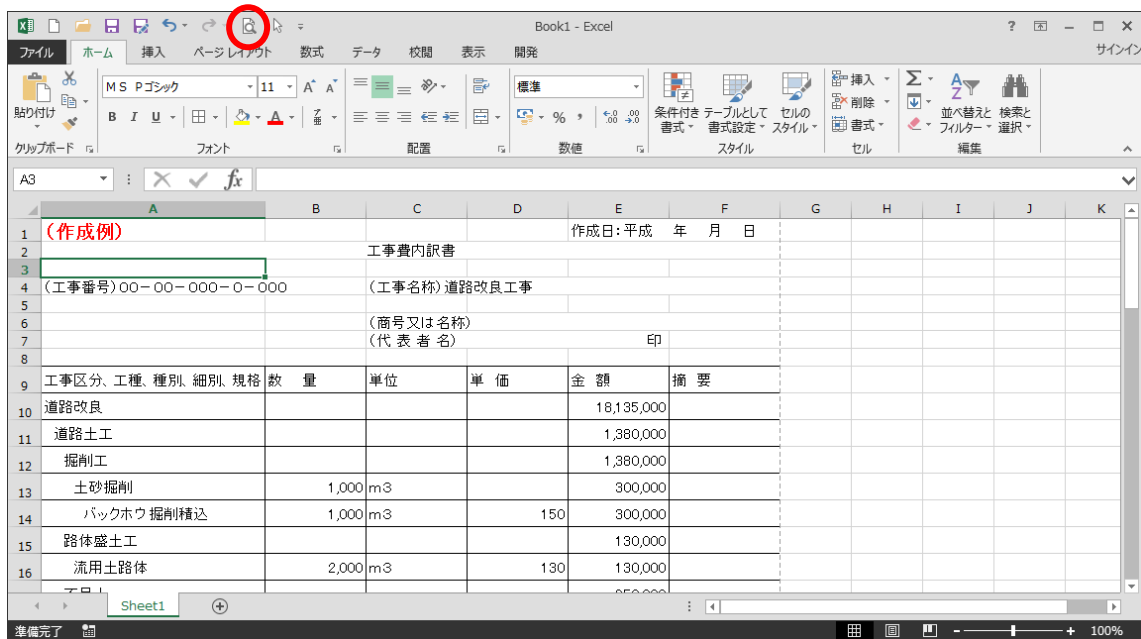 Book1 - Excel
ファイル ホーム 挿入 ページ レイアウト 数式 データ 校閲 表示 開発 サインイン
MS Pゴシック 11 A A 標準
貼り付け
B I U A % 条件付き書式 テーブルとして書式設定 セルのスタイル
挿入 削除 書式 Σ 並べ替えとフィルター 検索と選択
クリップボード フォント 配置 数値 スタイル セル 編集
A3 fx
A B C D E F G H I J K
1 (作成例) 作成日:平成 年 月 日
2 工事費内訳書
3
4 (工事番号)00-00-000-0-000 (工事名称)道路改良工事
5
6 (商号又は名称)
7 (代表者名) 印
8
9 工事区分、工種、種別、細別、規格 数 量 単位 単 価 金 額 摘 要
10 道路改良 18,135,000
11 道路土工 1,380,000
12 掘削工 1,380,000
13 土砂掘削 1,000 m3 300,000
14 バックホウ掘削積込 1,000 m3 150 300,000
15 路体盛土工 130,000
16 流用土路体 2,000 m3 130 130,000
Sheet1
準備完了 100%